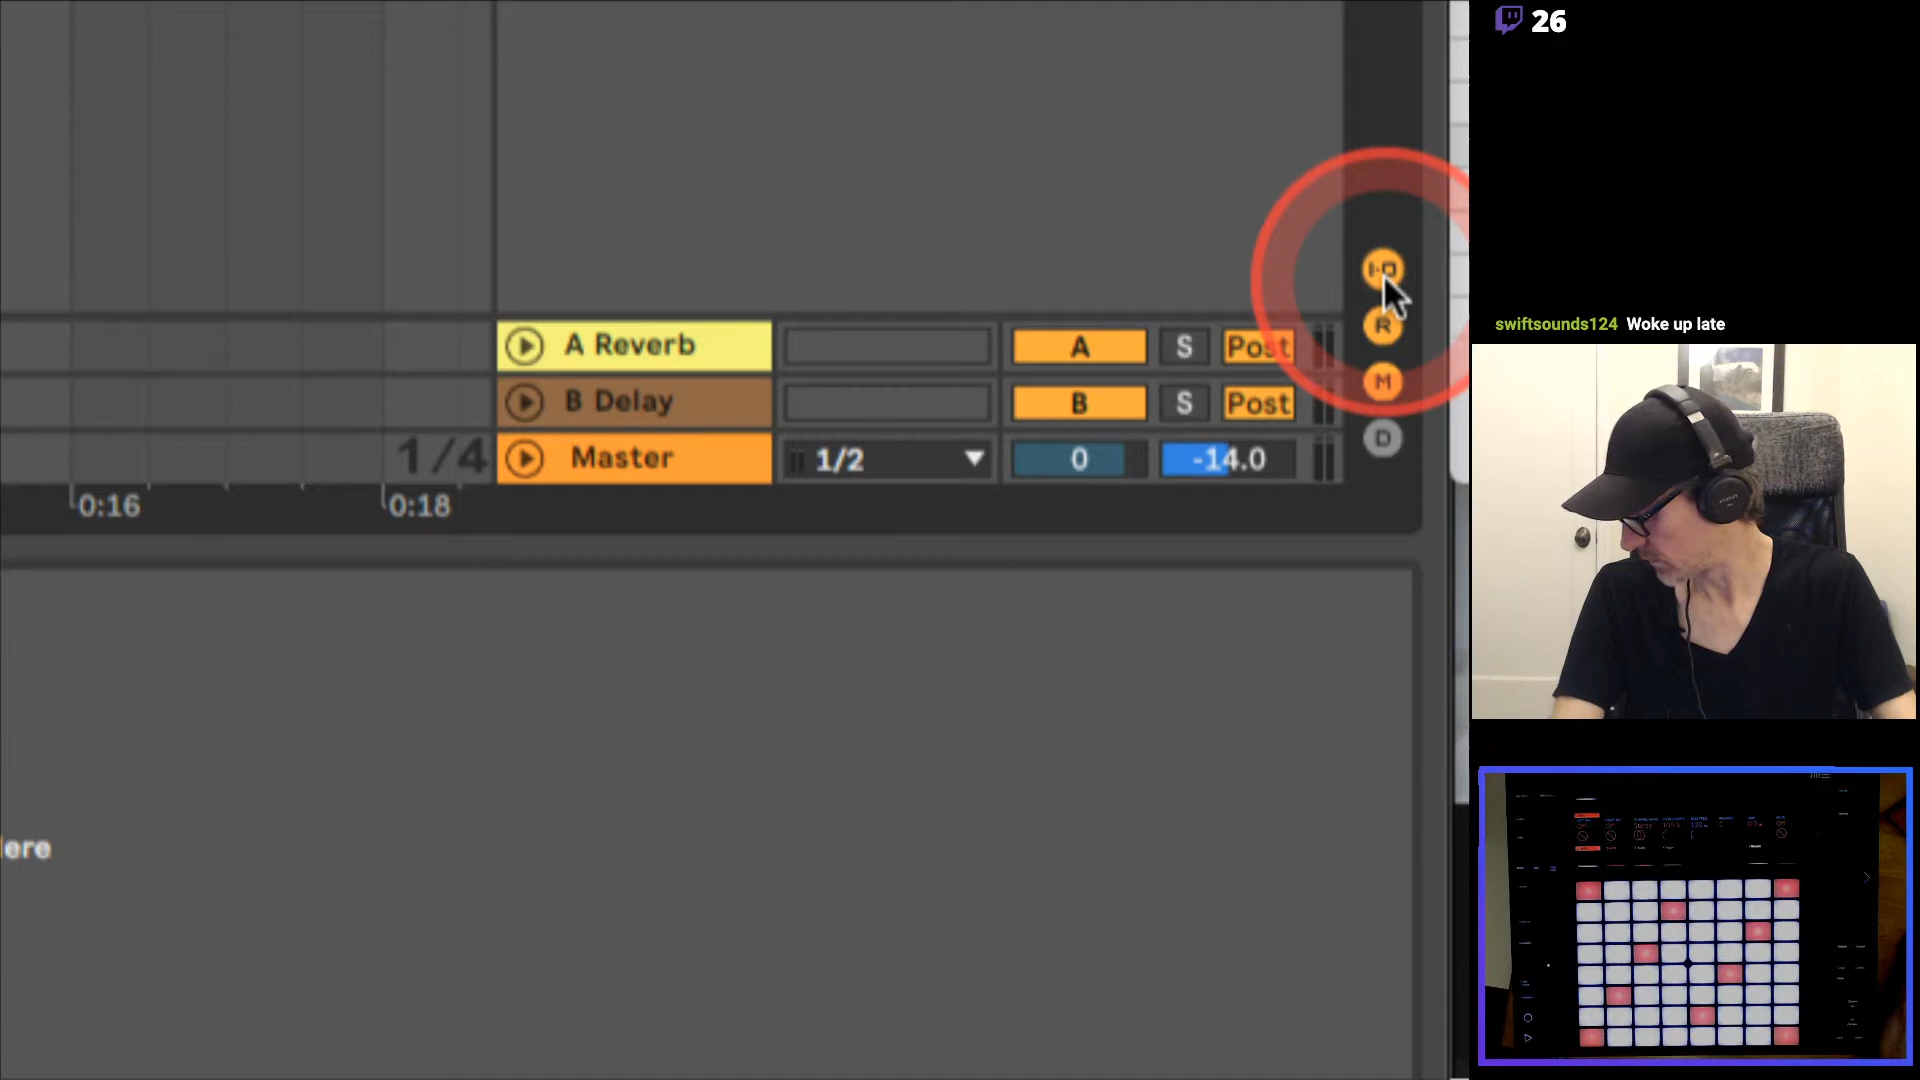 26
swiftsounds124 Woke up late
I·O
A Reverb A S Post R
B Delay B S Post M
1/4 Master 1/2 0 -14.0 D
0:16 0:18
ere